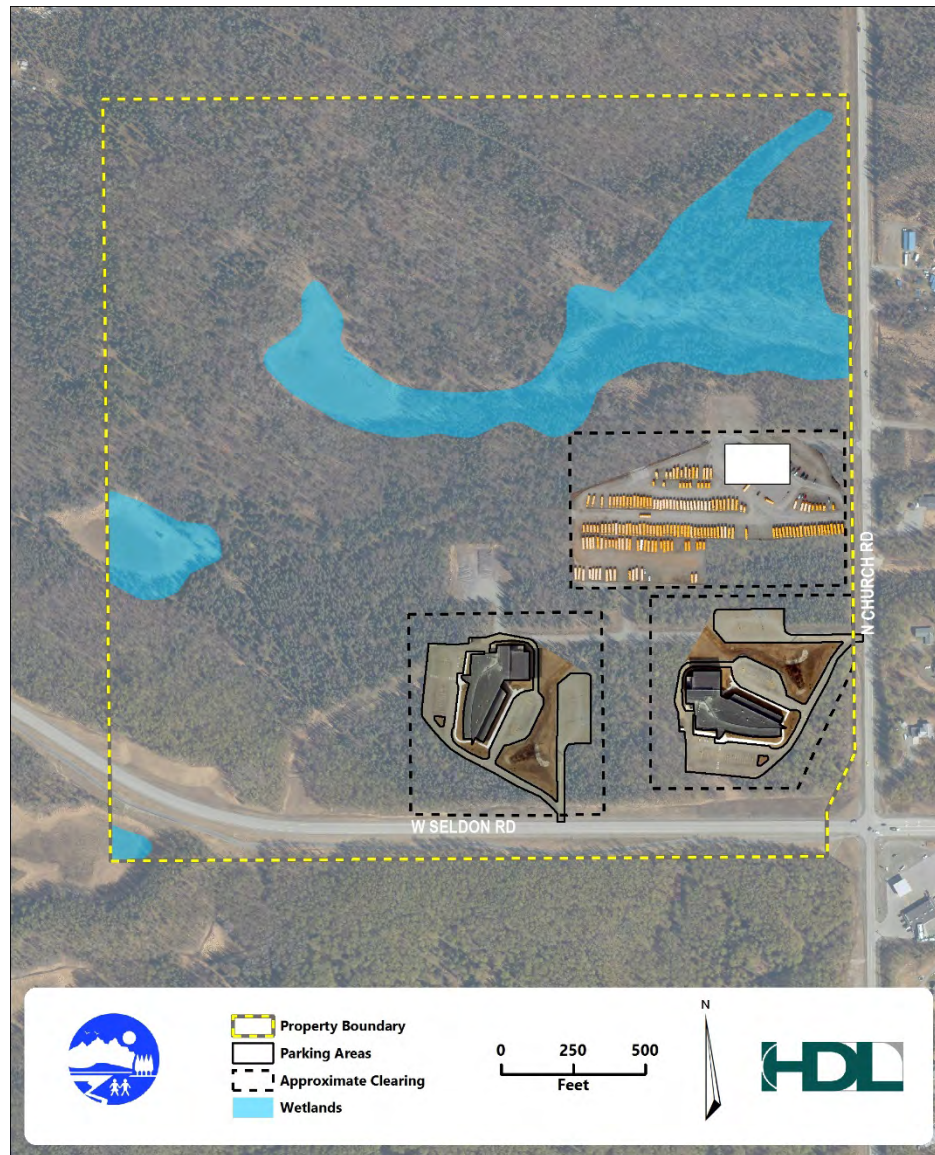 N CHURCH RD
W SELDON RD
N
Property Boundary
Parking Areas
Approximate Clearing
Wetlands
0 250 500
Feet
HDL